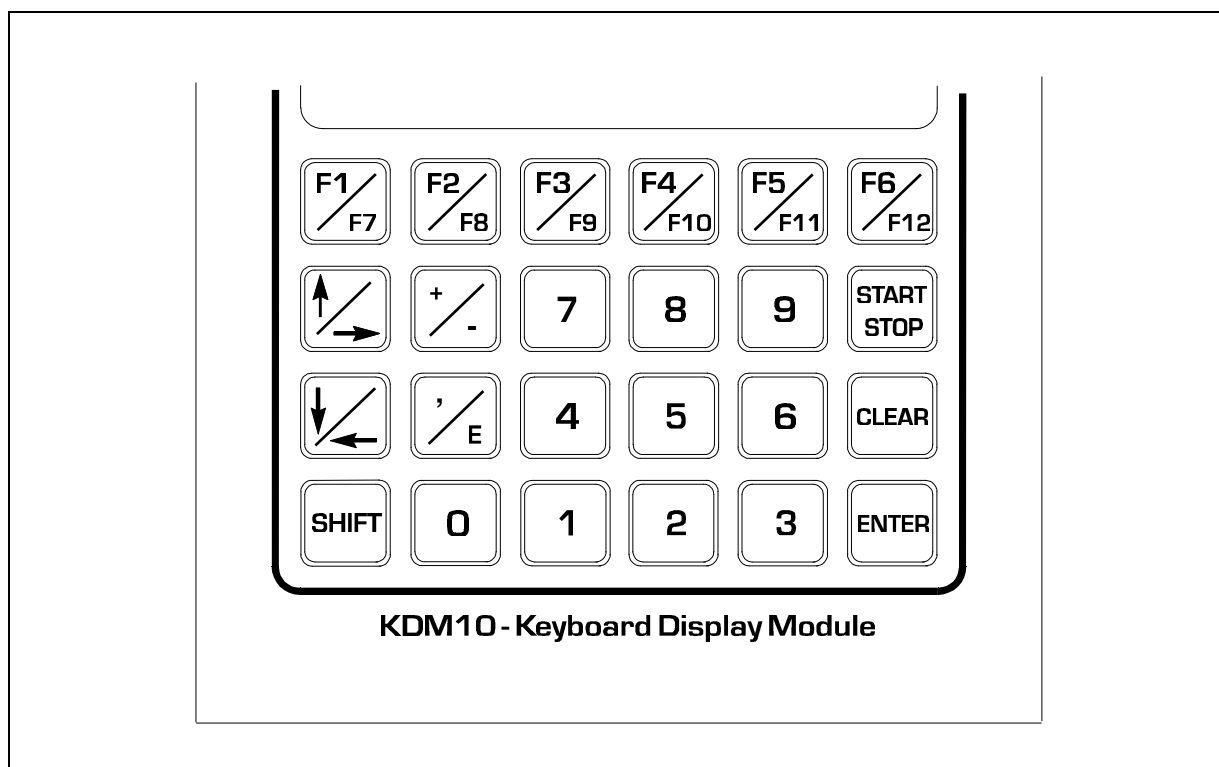 F1 F7 F2 F8 F3 F9 F4 F10 F5 F11 F6 F12
+ - 7 8 9 START
STOP
, E 4 5 6 CLEAR
SHIFT 0 1 2 3 ENTER
KDM10 - Keyboard Display Module